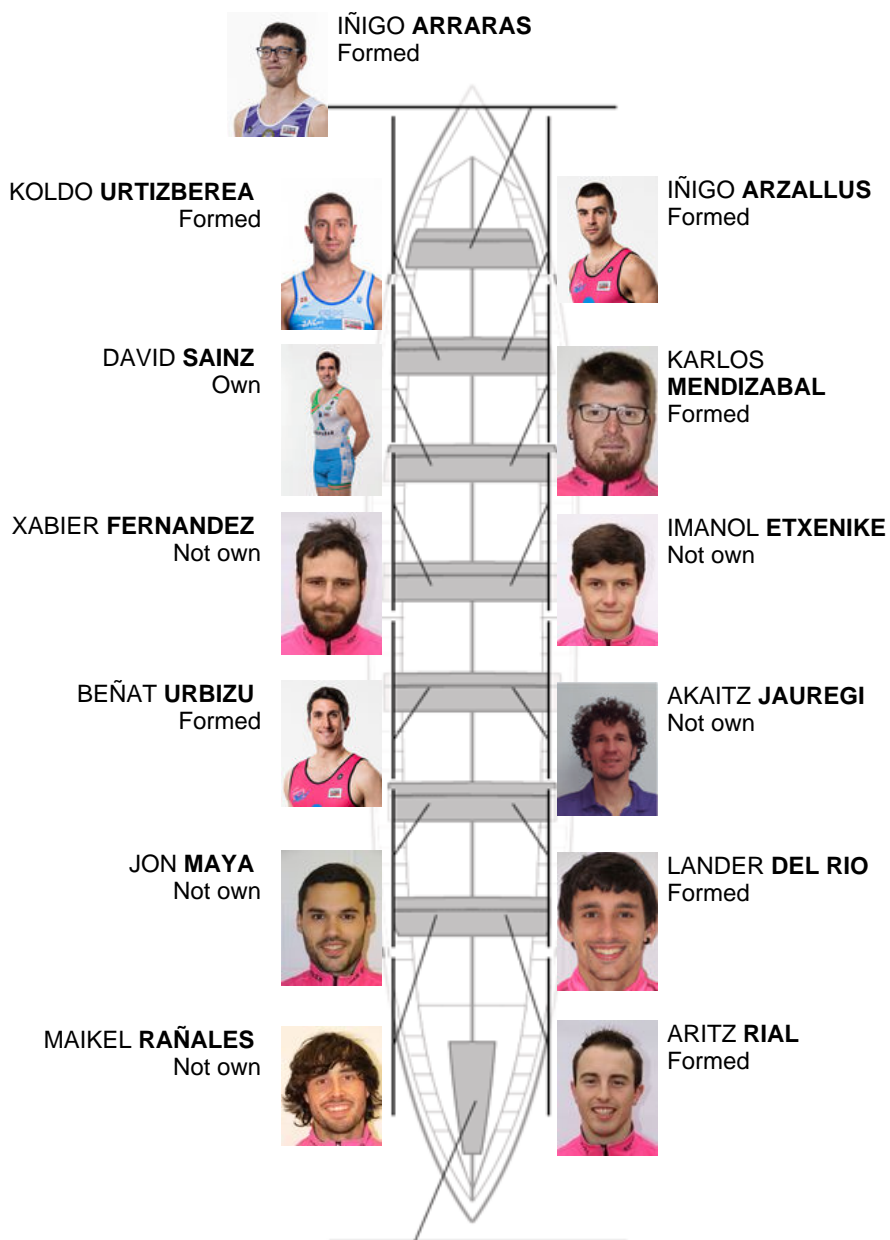 IÑIGO ARRARAS
Formed
KOLDO URTIZBEREA
Formed
IÑIGO ARZALLUS
Formed
DAVID SAINZ
Own
KARLOS
MENDIZABAL
Formed
XABIER FERNANDEZ
Not own
IMANOL ETXENIKE
Not own
BEÑAT URBIZU
Formed
AKAITZ JAUREGI
Not own
JON MAYA
Not own
LANDER DEL RIO
Formed
MAIKEL RAÑALES
Not own
ARITZ RIAL
Formed